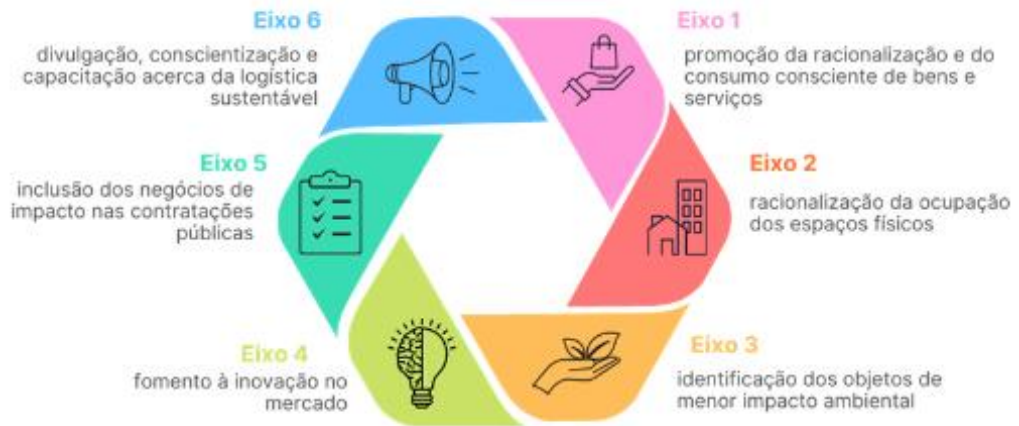 Eixo 6
divulgação, conscientização e
capacitação acerca da logística
sustentável
Eixo 1
promoção da racionalização e do
consumo consciente de bens e
serviços
Eixo 5
inclusão dos negócios de
impacto nas contratações
públicas
Eixo 2
racionalização da ocupação
dos espaços físicos
Eixo 4
fomento à inovação no
mercado
Eixo 3
identificação dos objetos de
menor impacto ambiental